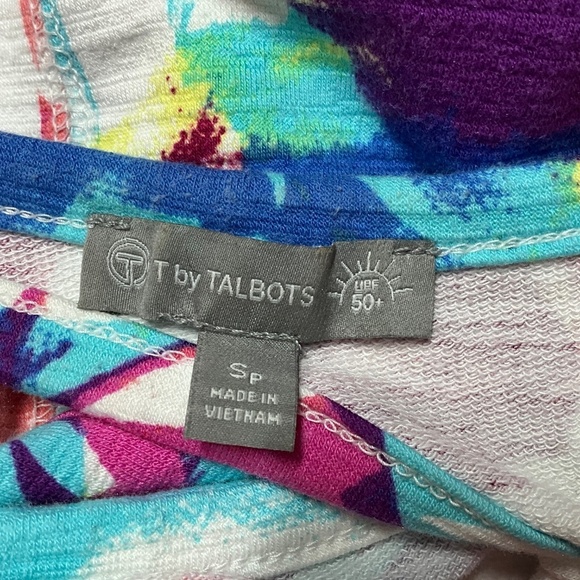 T T by TALBOTS
UPF
50+
SP
MADE IN
VIETNAM